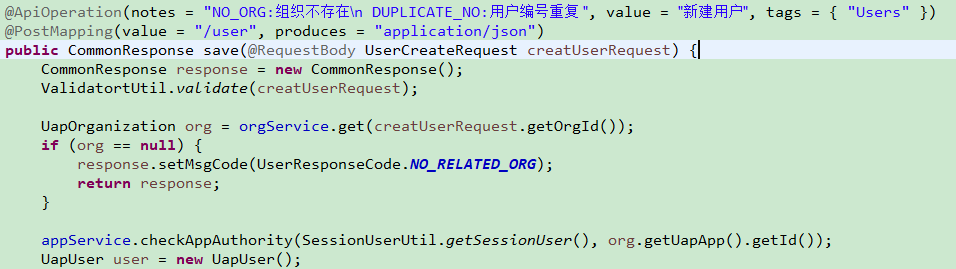 @ApiOperation(notes = "NO_ORG:组织不存在\n DUPLICATE_NO:用户编号重复", value = "新建用户", tags = { "Users" })
@PostMapping(value = "/user", produces = "application/json")
public CommonResponse save(@RequestBody UserCreateRequest creatUserRequest) {
    CommonResponse response = new CommonResponse();
    ValidatortUtil.validate(creatUserRequest);
    UapOrganization org = orgService.get(creatUserRequest.getOrgId());
    if (org == null) {
        response.setMsgCode(UserResponseCode.NO_RELATED_ORG);
        return response;
    }
    appService.checkAppAuthority(SessionUserUtil.getSessionUser(), org.getUapApp().getId());
    UapUser user = new UapUser();